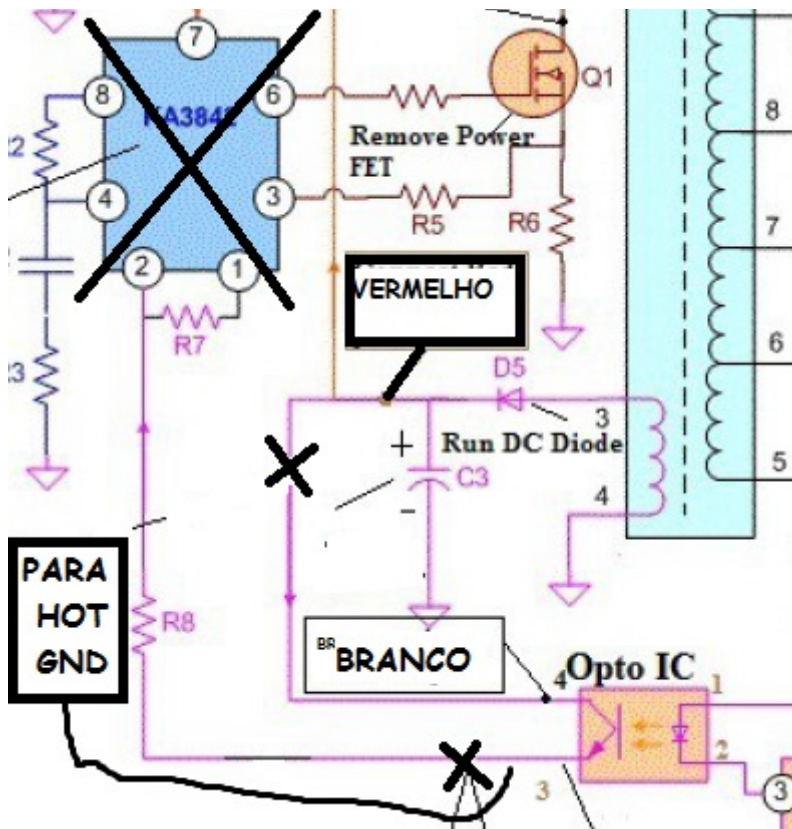 7
8
6
KA3842
Q1
Remove Power
FET
4
3
R5
R6
2
1
R7
VERMELHO
D5
Run DC Diode
C3
+
-
3
4
8
7
6
5
PARA
HOT
GND
R8
BR
BRANCO
4
Opto IC
1
2
3
3